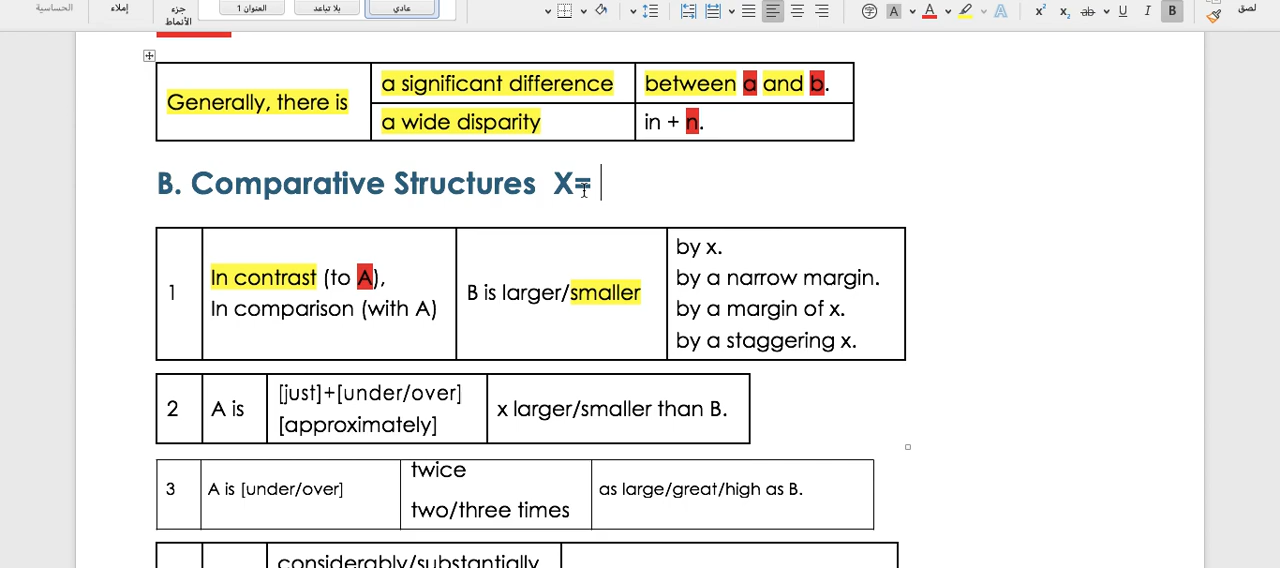 الحساسية
إملاء
جزء
الأنماط
العنوان 1
بلا تباعد
عادي
A
A
A
x²
x₂
ab
U
I
B
لصق
Generally, there is
a significant difference
between a and b.
a wide disparity
in + n.
B. Comparative Structures X=
1
In contrast (to A),
In comparison (with A)
B is larger/smaller
by x.
by a narrow margin.
by a margin of x.
by a staggering x.
2
A is
[just]+[under/over]
[approximately]
x larger/smaller than B.
3
A is [under/over]
twice
two/three times
as large/great/high as B.
considerably/substantially